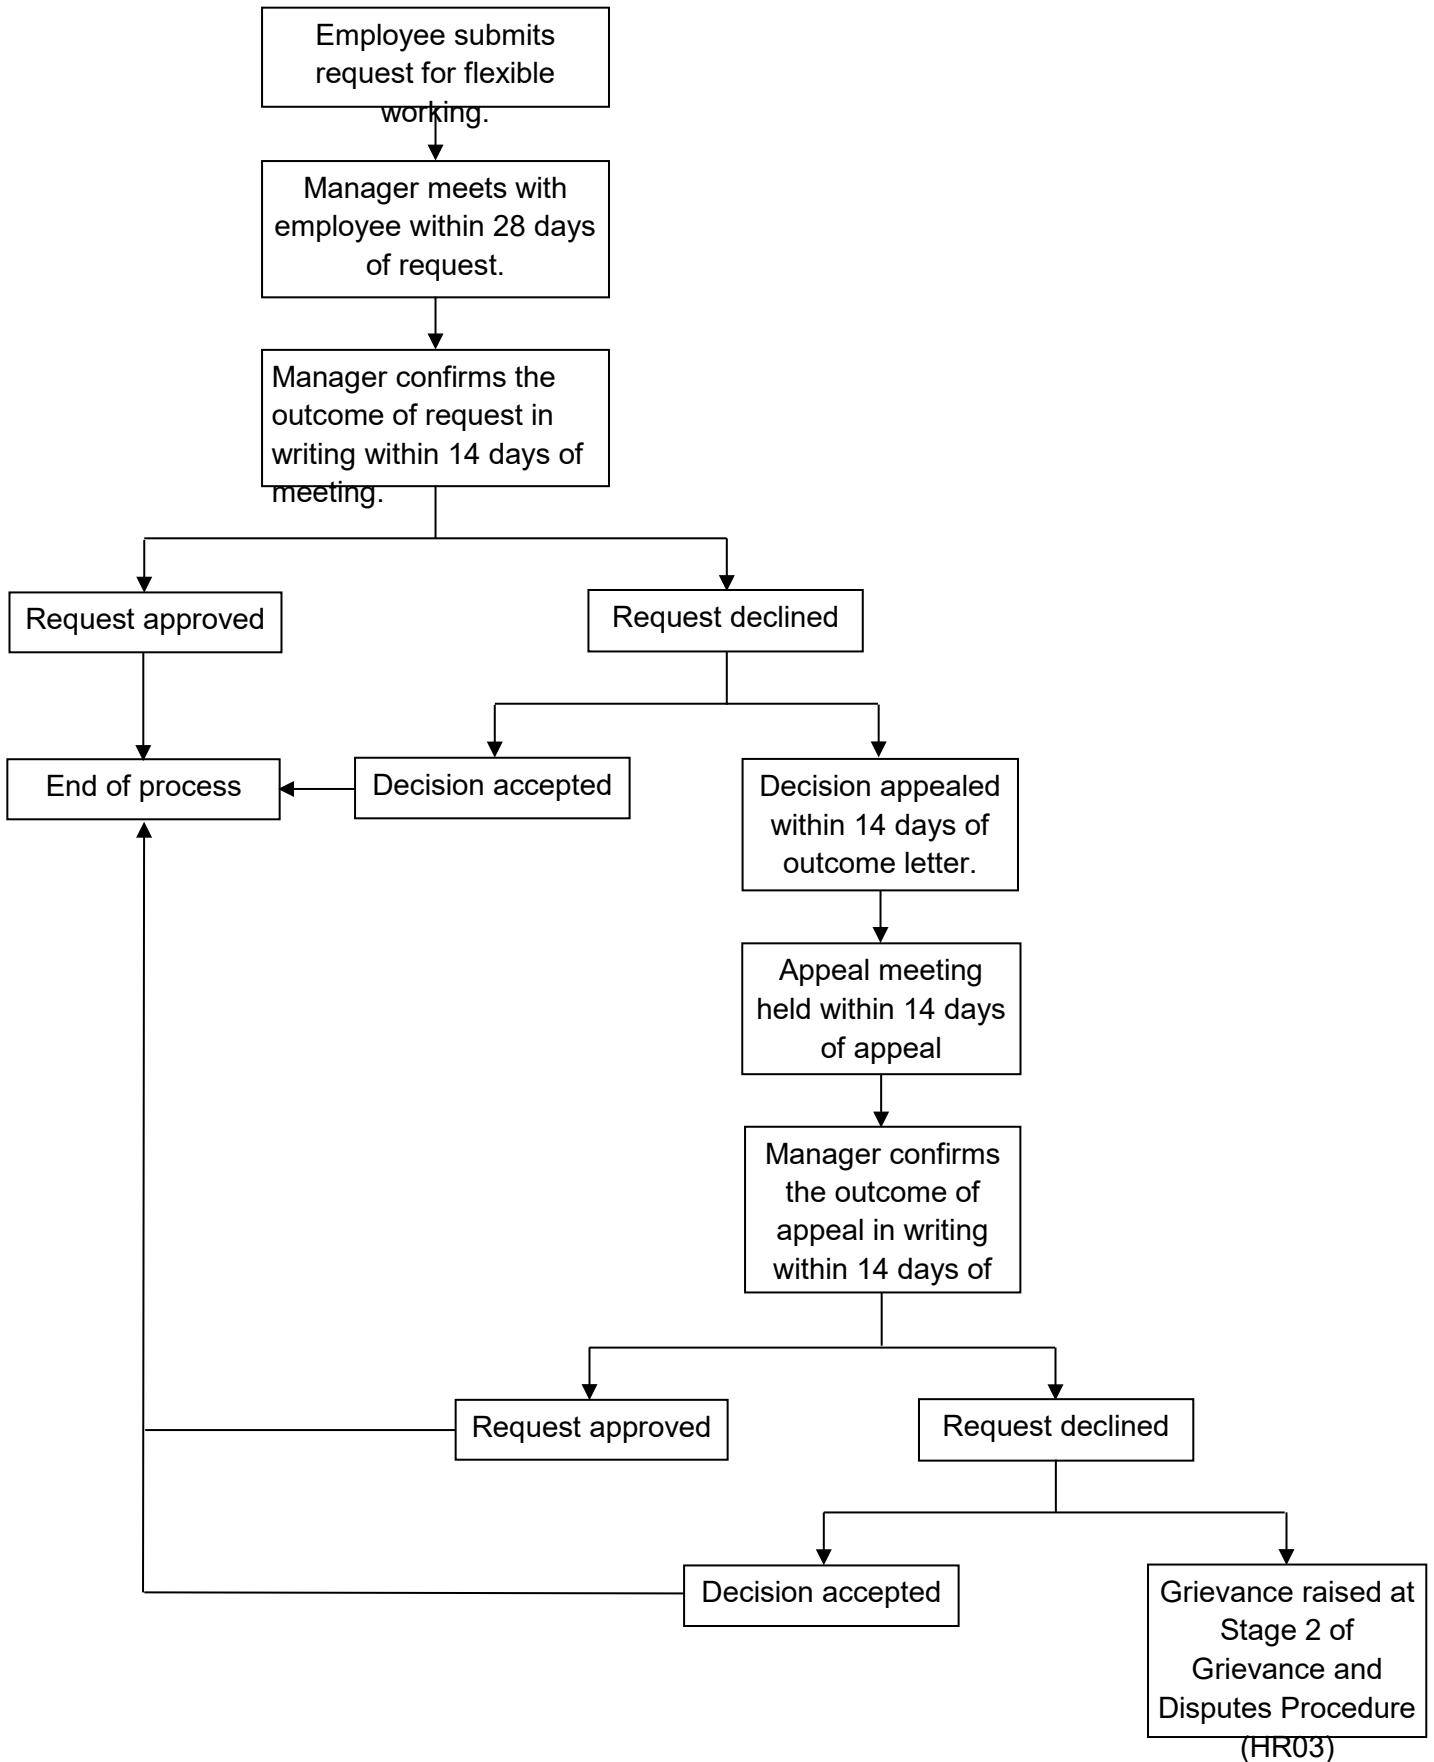 Employee submits
request for flexible
working.
Manager meets with
employee within 28 days
of request.
Manager confirms the
outcome of request in
writing within 14 days of
meeting.
Request approved
Request declined
End of process
Decision accepted
Decision appealed
within 14 days of
outcome letter.
Appeal meeting
held within 14 days
of appeal
Manager confirms
the outcome of
appeal in writing
within 14 days of
Request approved
Request declined
Decision accepted
Grievance raised at
Stage 2 of
Grievance and
Disputes Procedure
(HR03)